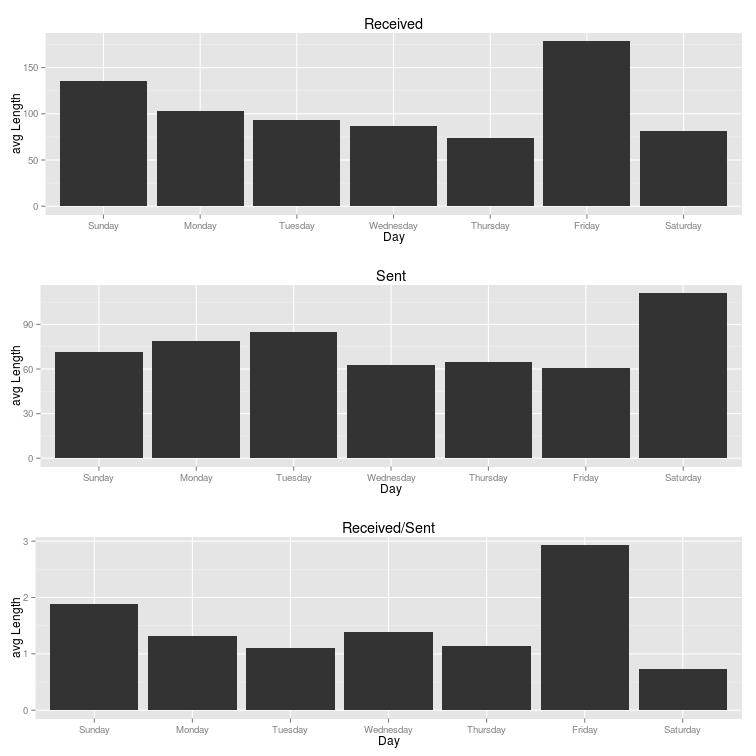 Received
avg Length
150
100
50
0
Sunday Monday Tuesday Wednesday Thursday Friday Saturday
Day
Sent
avg Length
90
60
30
0
Sunday Monday Tuesday Wednesday Thursday Friday Saturday
Day
Received/Sent
avg Length
3
2
1
0
Sunday Monday Tuesday Wednesday Thursday Friday Saturday
Day